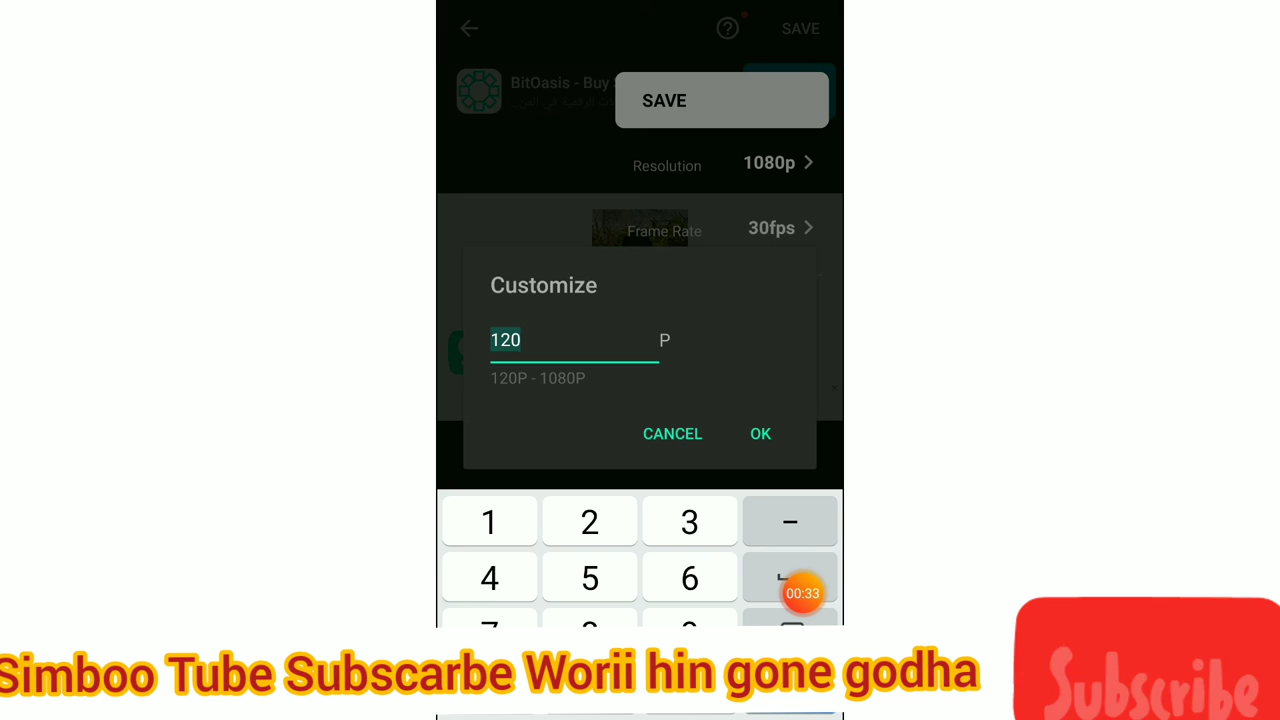 SAVE
BitOasis - Buy
SAVE
Resolution
1080p
Frame Rate
30fps
Customize
120
P
120P - 1080P
CANCEL
OK
1
2
3
4
5
6
00:33
Simboo Tube Subscarbe Worii hin gone godha
Subscribe